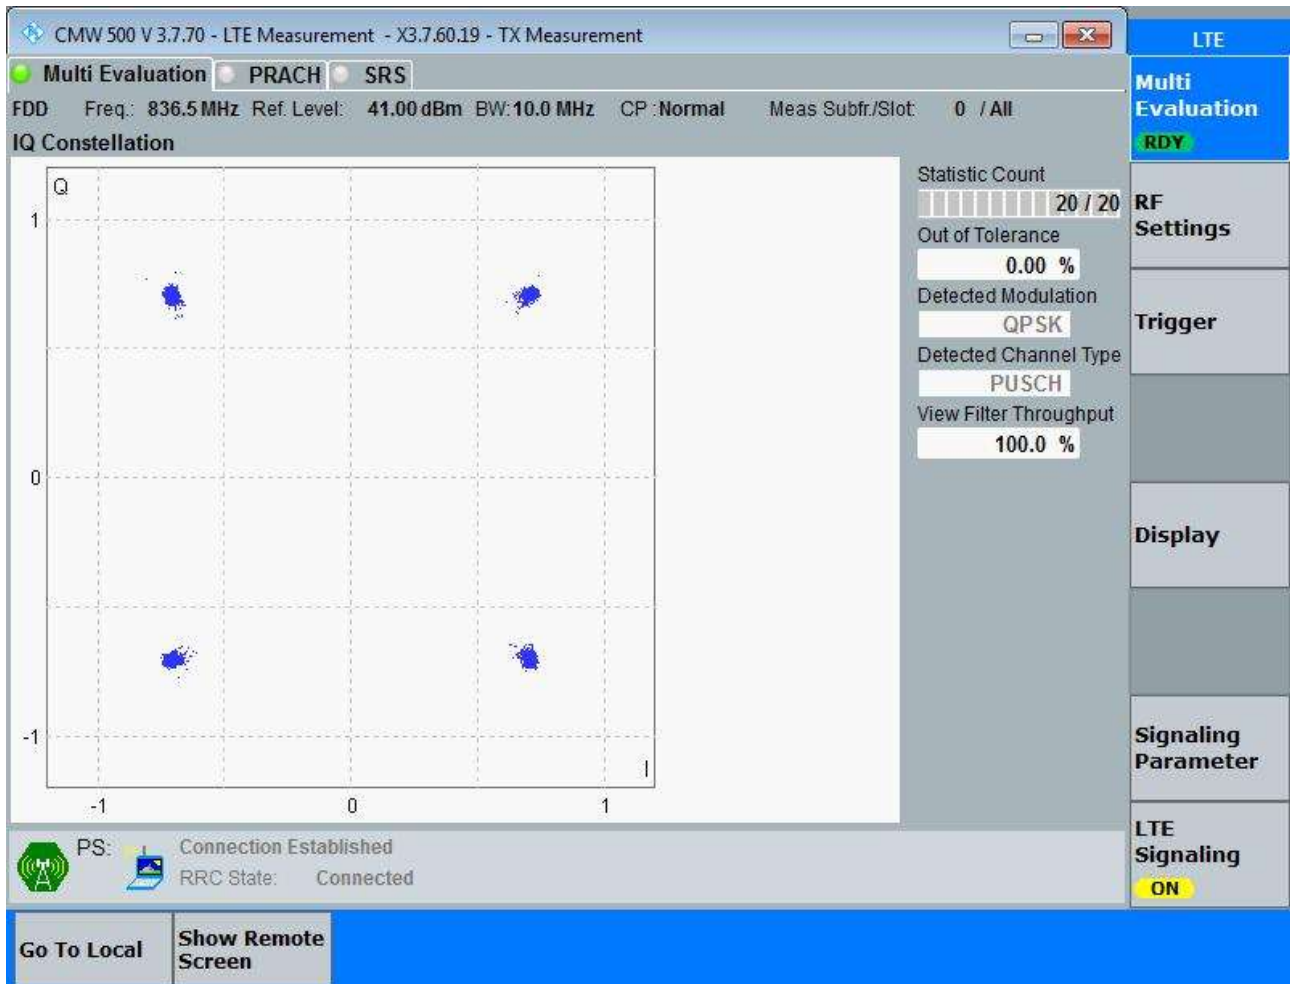 CMW 500 V 3.7.70 - LTE Measurement - X3.7.60.19 - TX Measurement
LTE
Multi Evaluation PRACH SRS
Multi
Evaluation
RDY
FDD Freq.: 836.5 MHz Ref. Level: 41.00 dBm BW: 10.0 MHz CP : Normal Meas Subfr./Slot: 0 / All
IQ Constellation
Q
1
0
-1
I
-1 0 1
Statistic Count
20 / 20
Out of Tolerance
0.00 %
Detected Modulation
QPSK
Detected Channel Type
PUSCH
View Filter Throughput
100.0 %
RF
Settings
Trigger
Display
Signaling
Parameter
LTE
Signaling
ON
PS: Connection Established
RRC State: Connected
Go To Local
Show Remote
Screen